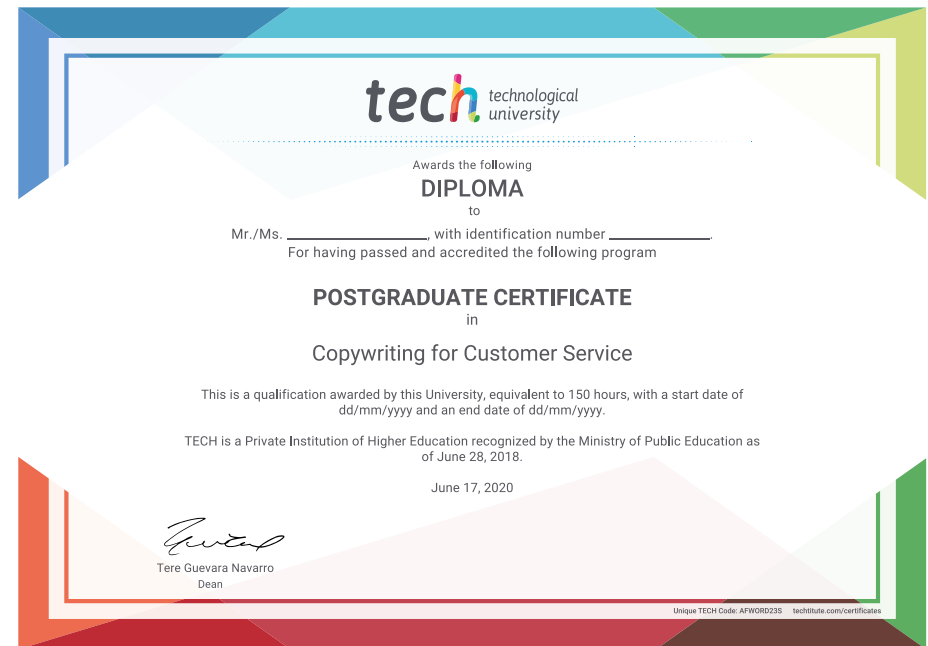 tech technological
university
Awards the following
DIPLOMA
to
Mr./Ms. ____________________, with identification number ______________.
For having passed and accredited the following program
POSTGRADUATE CERTIFICATE
in
Copywriting for Customer Service
This is a qualification awarded by this University, equivalent to 150 hours, with a start date of
dd/mm/yyyy and an end date of dd/mm/yyyy.
TECH is a Private Institution of Higher Education recognized by the Ministry of Public Education as
of June 28, 2018.
June 17, 2020
Tere Guevara Navarro
Dean
Unique TECH Code: AFWORD23S techtitute.com/certificates